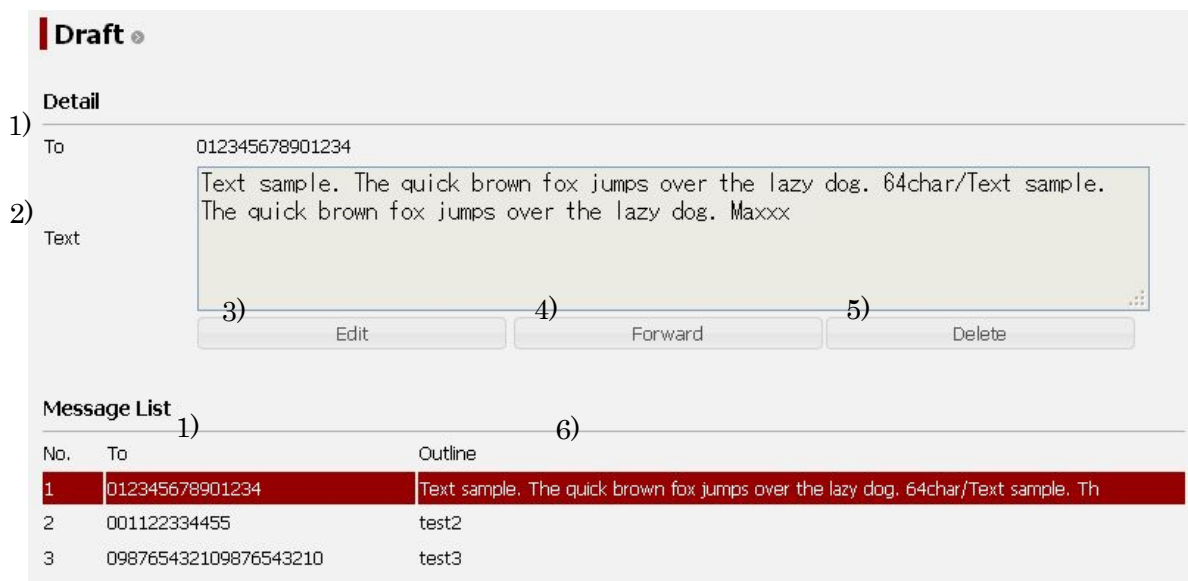 Draft
Detail
1)
To 012345678901234
2)
Text
Text sample. The quick brown fox jumps over the lazy dog. 64char/Text sample.
The quick brown fox jumps over the lazy dog. Maxxx
3) 4) 5)
Edit Forward Delete
Message List
1) 6)
No. To Outline
1 012345678901234 Text sample. The quick brown fox jumps over the lazy dog. 64char/Text sample. Th
2 001122334455 test2
3 098765432109876543210 test3